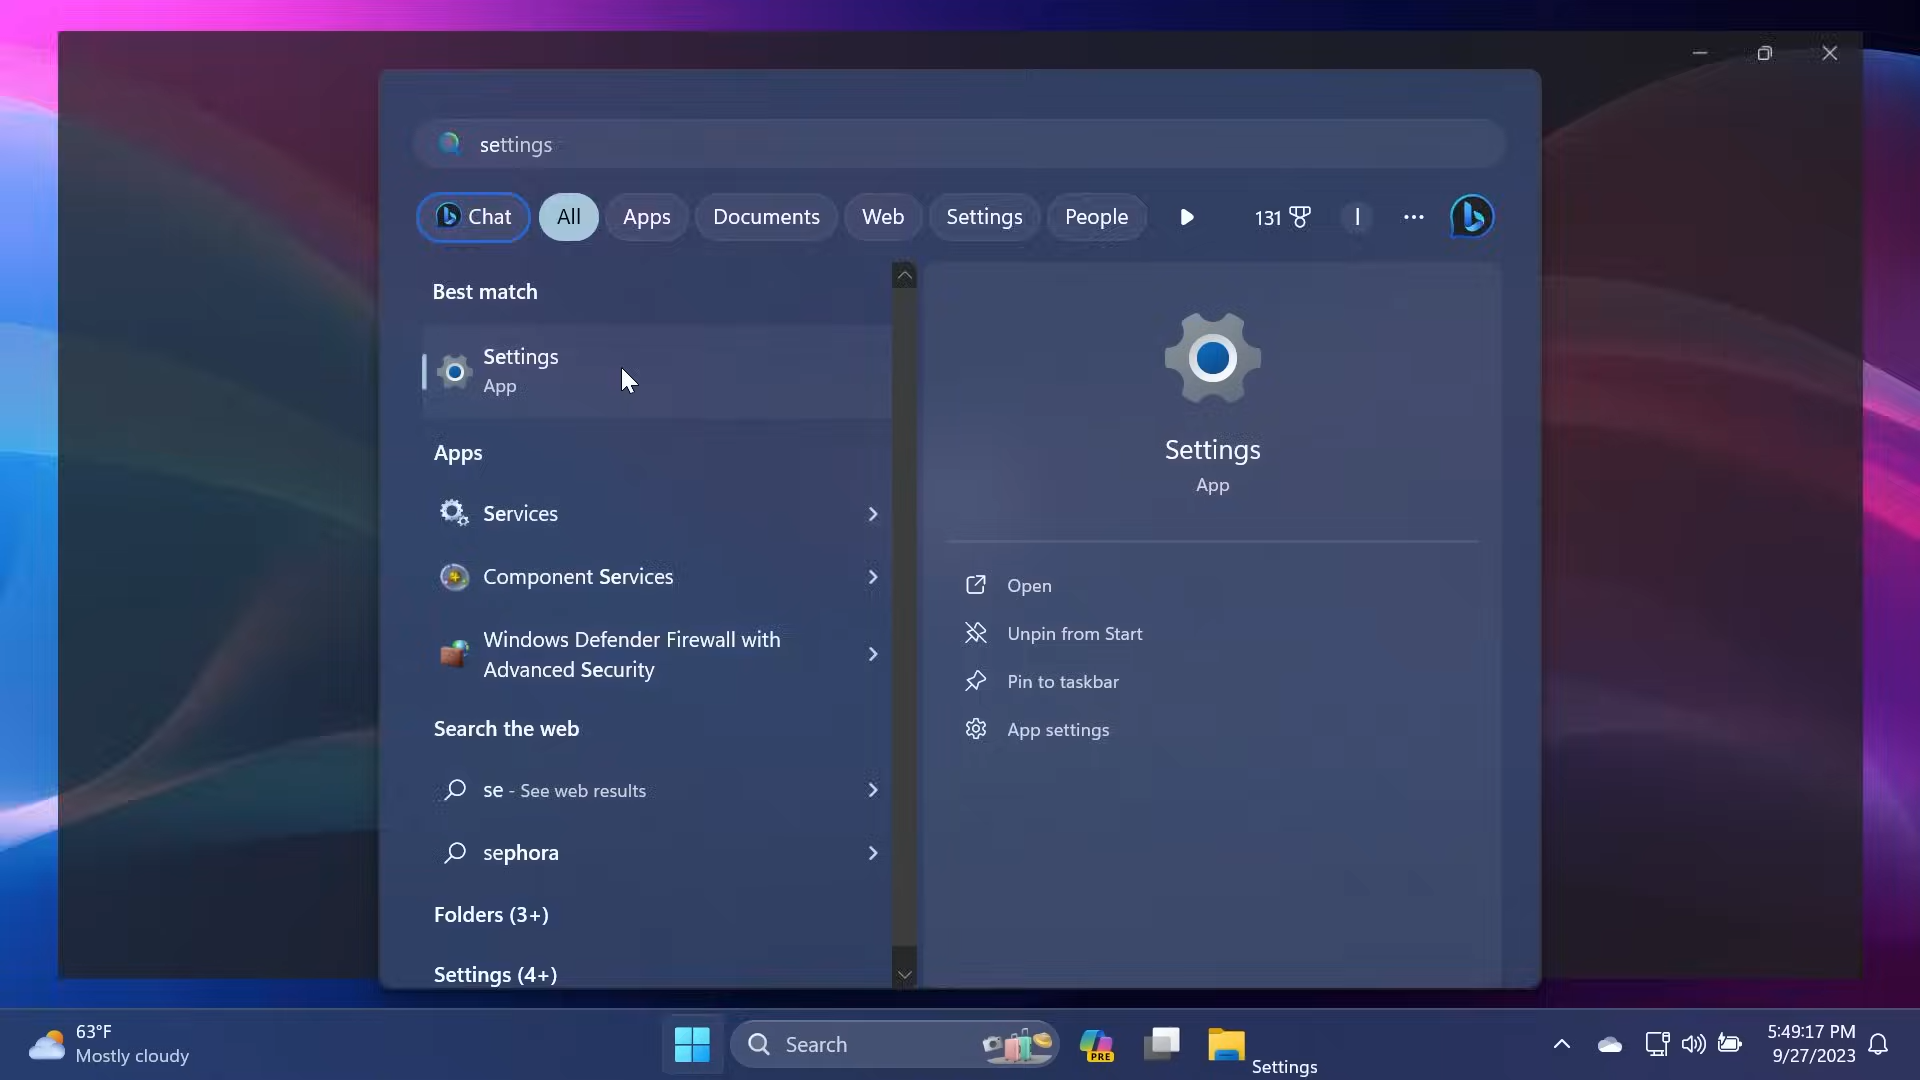 settings
Chat
All
Apps
Documents
Web
Settings
People
131
I
Best match
Settings
App
Apps
Services
Component Services
Windows Defender Firewall with
Advanced Security
Search the web
se - See web results
sephora
Folders (3+)
Settings (4+)
Settings
App
Open
Unpin from Start
Pin to taskbar
App settings
63°F
Mostly cloudy
Search
PRE
Settings
5:49:17 PM
9/27/2023